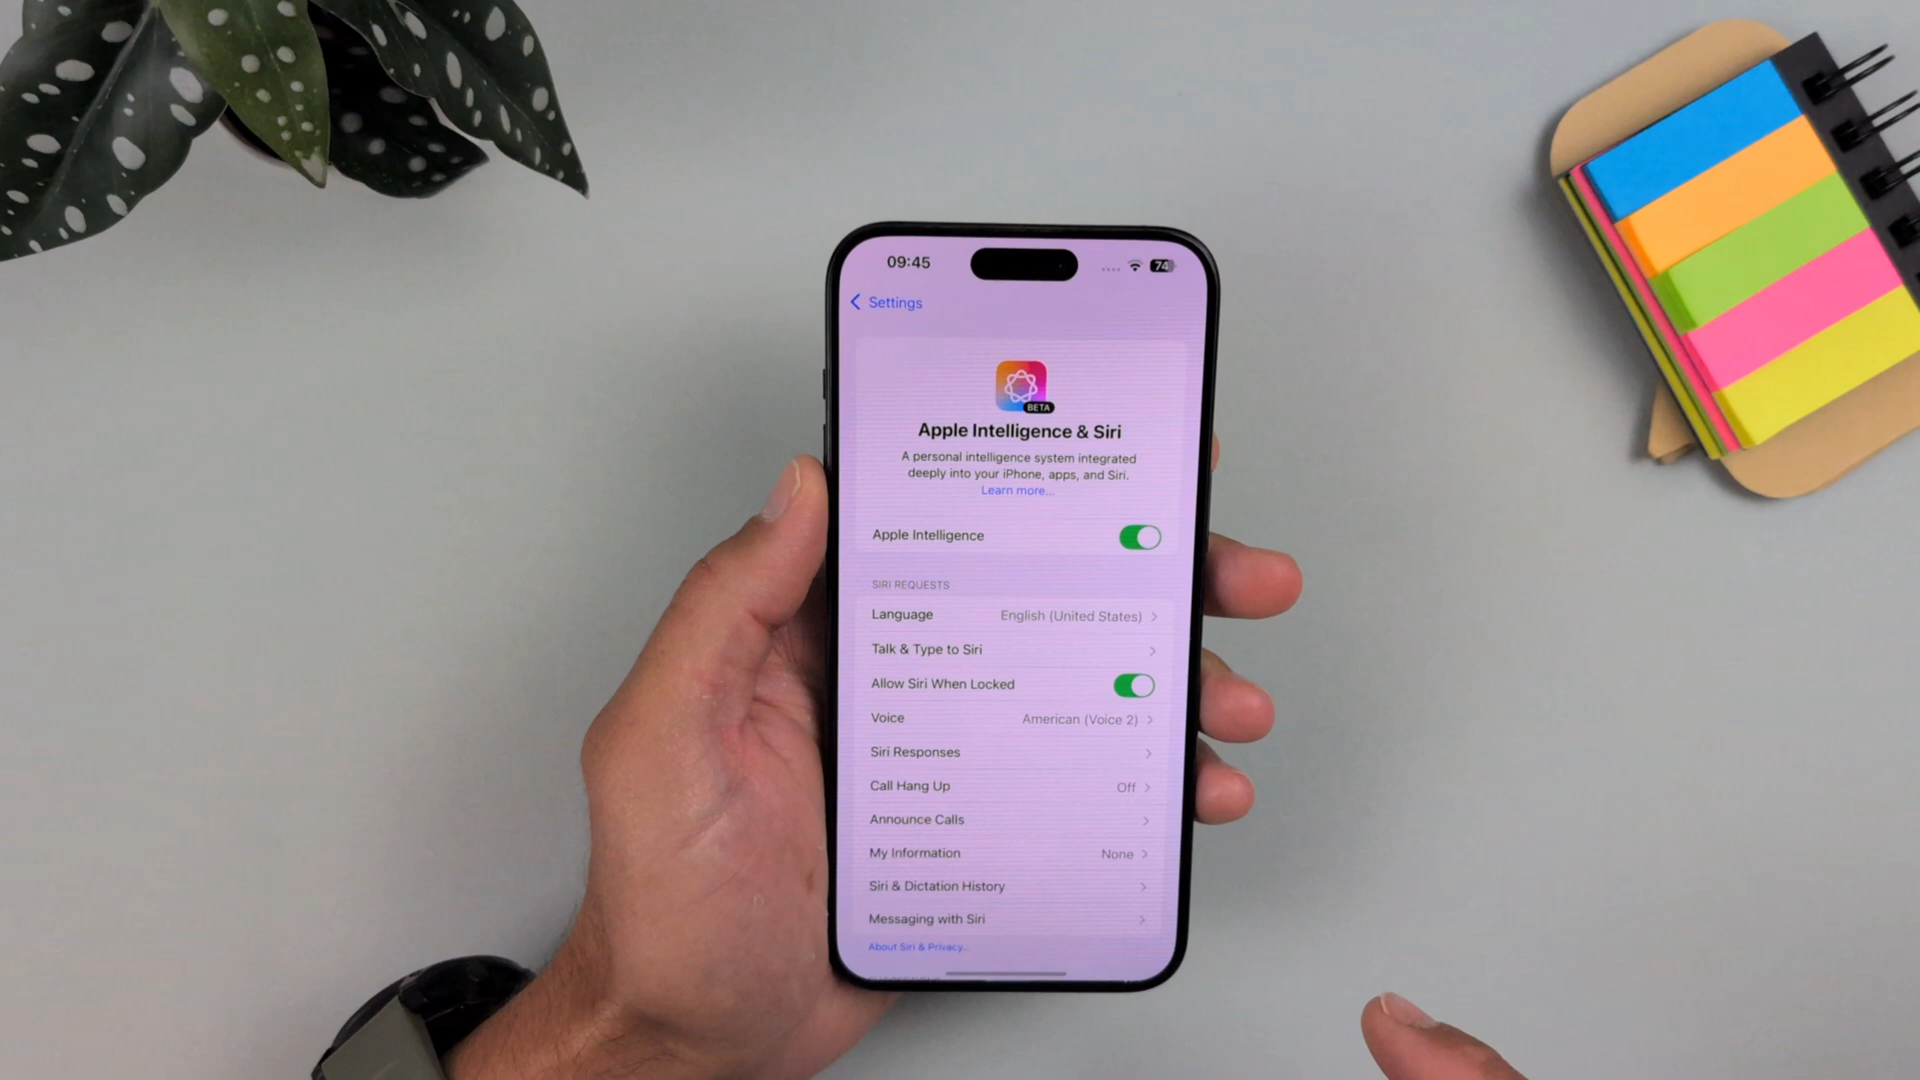 09:45
74
Settings
BETA
Apple Intelligence & Siri
A personal intelligence system integrated
deeply into your iPhone, apps, and Siri.
Learn more...
Apple Intelligence
SIRI REQUESTS
Language English (United States)
Talk & Type to Siri
Allow Siri When Locked
Voice American (Voice 2)
Siri Responses
Call Hang Up Off
Announce Calls
My Information None
Siri & Dictation History
Messaging with Siri
About Siri & Privacy...